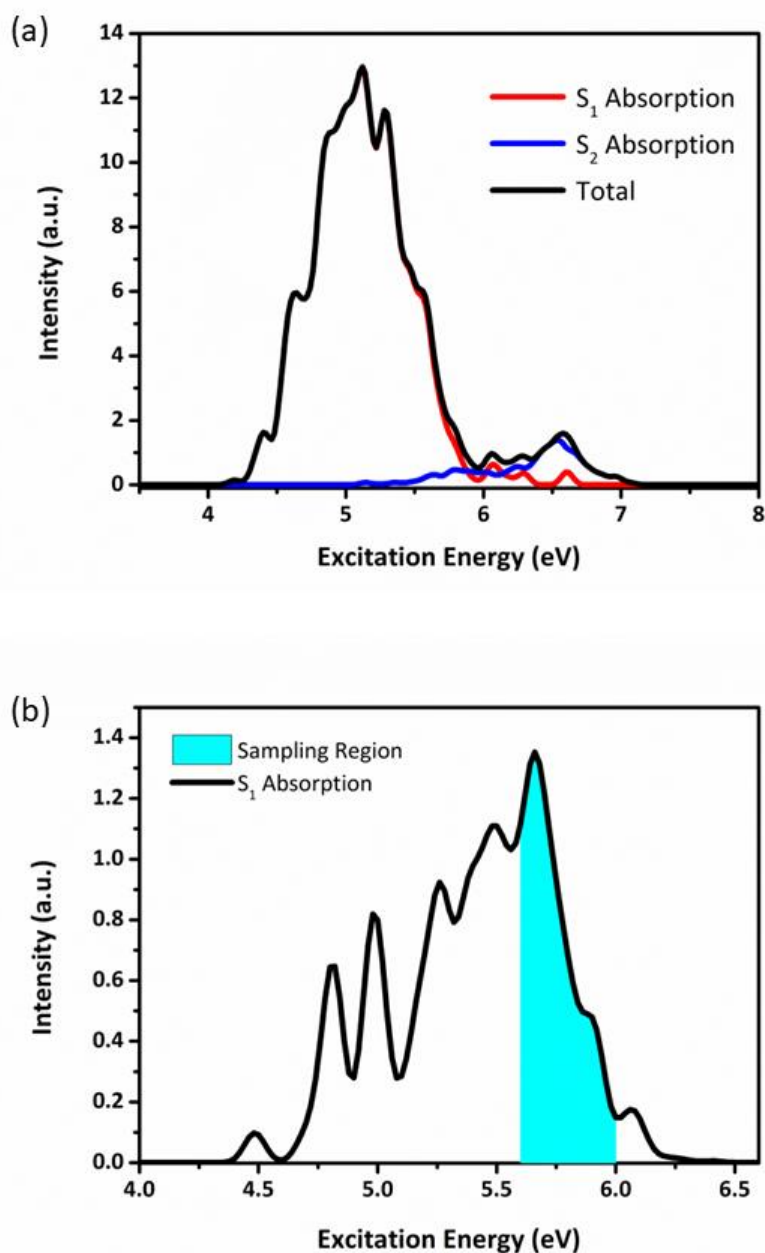 (a)
14
12
10
8
6
4
2
0
Intensity (a.u.)
S₁ Absorption
S₂ Absorption
Total
4 5 6 7 8
Excitation Energy (eV)
(b)
1.4
1.2
1.0
0.8
0.6
0.4
0.2
0.0
Intensity (a.u.)
Sampling Region
S₁ Absorption
4.0 4.5 5.0 5.5 6.0 6.5
Excitation Energy (eV)